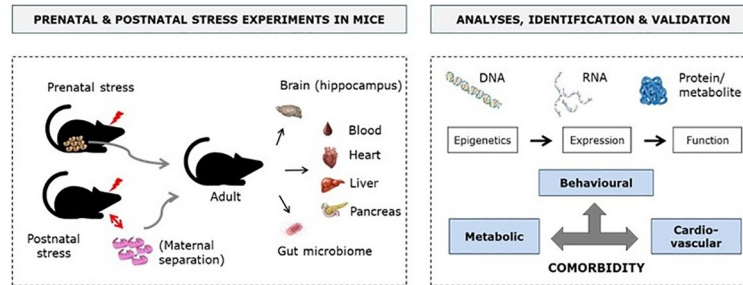 PRENATAL & POSTNATAL STRESS EXPERIMENTS IN MICE
Prenatal stress
Postnatal
stress
(Maternal
separation)
Adult
Brain (hippocampus)
Blood
Heart
Liver
Pancreas
Gut microbiome
ANALYSES, IDENTIFICATION & VALIDATION
DNA
RNA
Protein/
metabolite
Epigenetics
Expression
Function
Behavioural
Metabolic
Cardio-
vascular
COMORBIDITY